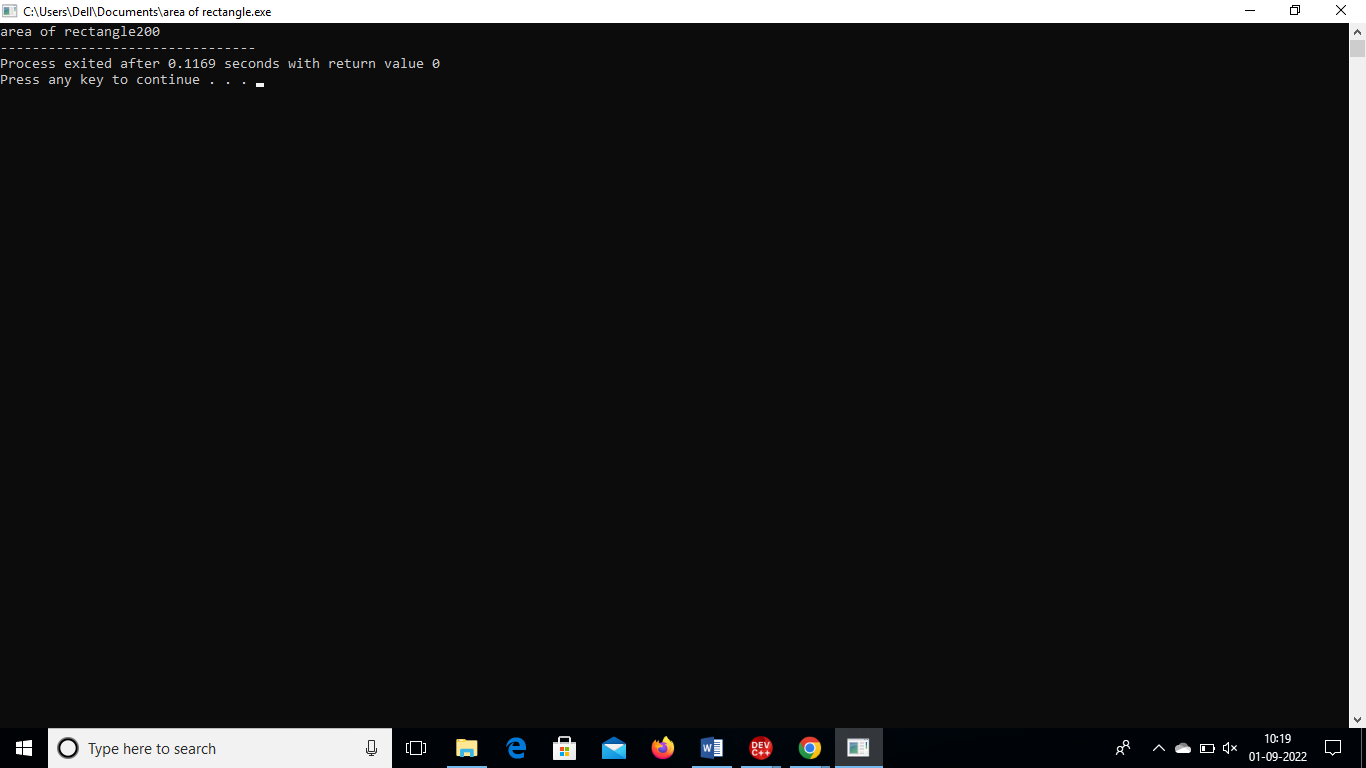 C:\Users\Dell\Documents\area of rectangle.exe
area of rectangle200
--------------------------------
Process exited after 0.1169 seconds with return value 0
Press any key to continue . . .
Type here to search
W
DEV
C++
10:19
01-09-2022